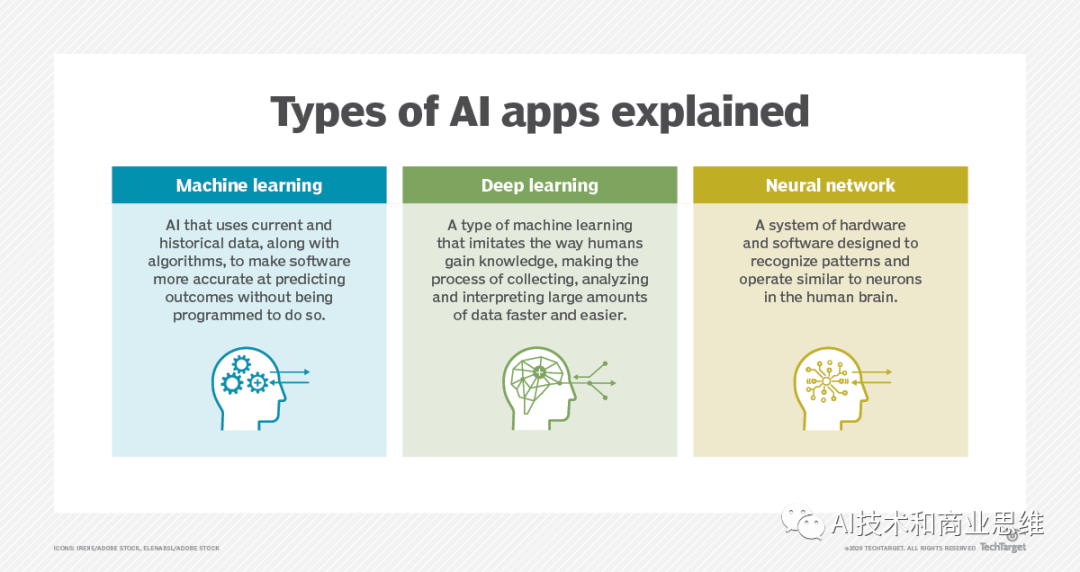 Types of AI apps explained
Machine learning
AI that uses current and
historical data, along with
algorithms, to make software
more accurate at predicting
outcomes without being
programmed to do so.
Deep learning
A type of machine learning
that imitates the way humans
gain knowledge, making the
process of collecting, analyzing
and interpreting large amounts
of data faster and easier.
Neural network
A system of hardware
and software designed to
recognize patterns and
operate similar to neurons
in the human brain.
AI技术和商业思维
ICONS: IREXE/ADOBE STOCK, ELENABSL/ADOBE STOCK
©2020 TECHTARGET. ALL RIGHTS RESERVED TechTarget